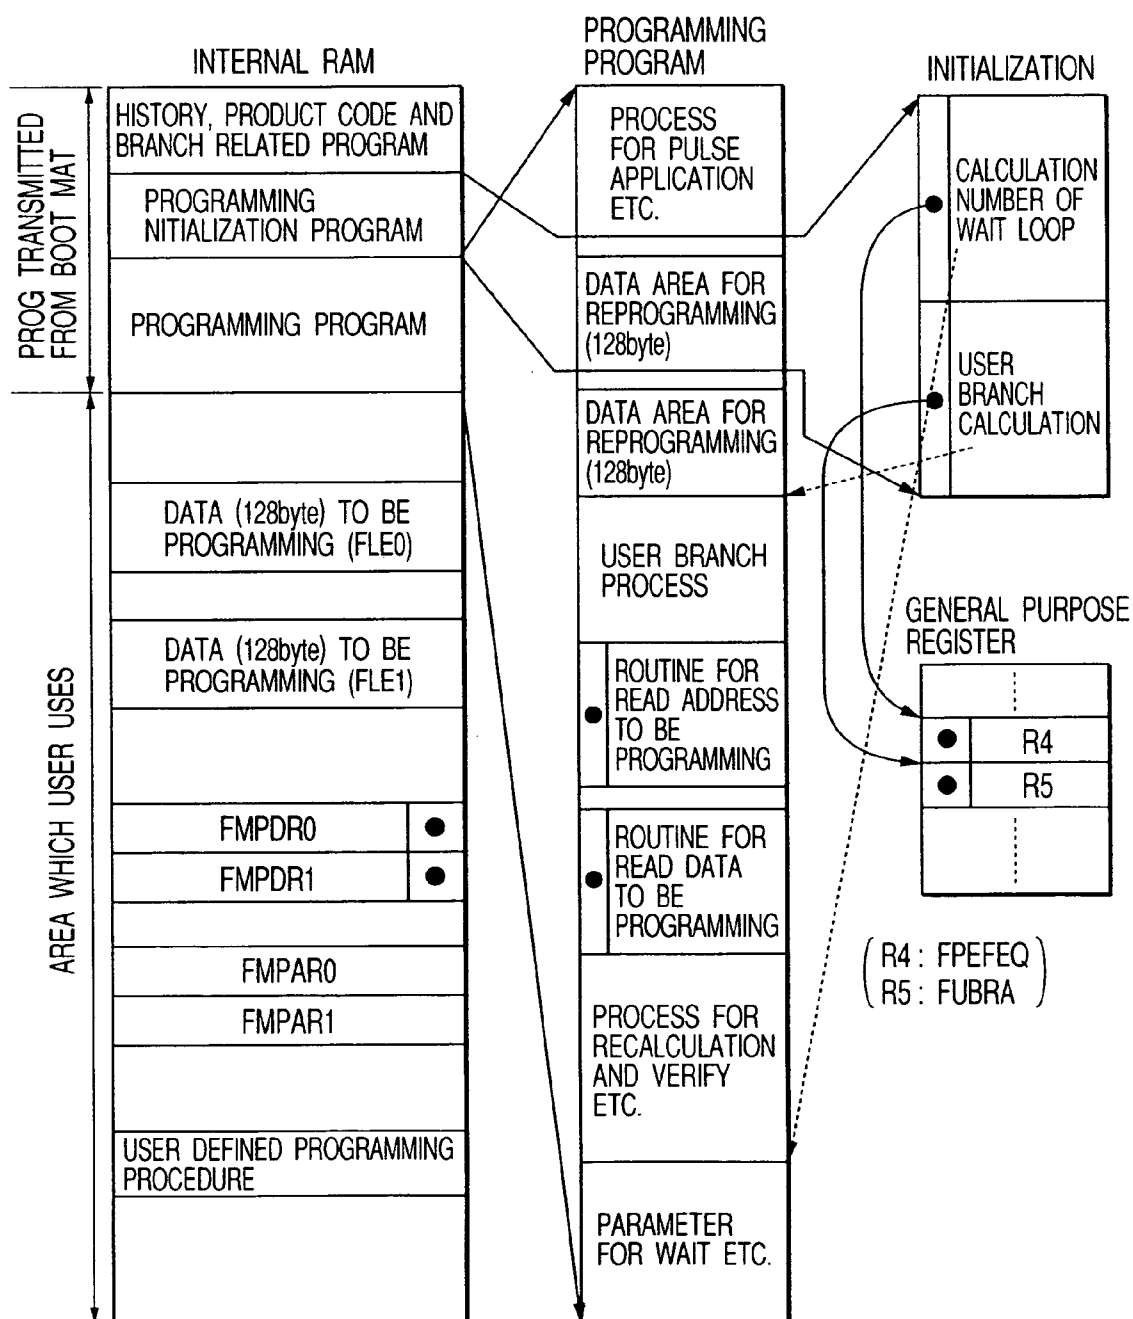 PROGRAMMING
PROGRAM
INTERNAL RAM
INITIALIZATION
PROG TRANSMITTED
FROM BOOT MAT
HISTORY, PRODUCT CODE AND
BRANCH RELATED PROGRAM
PROGRAMMING
NITIALIZATION PROGRAM
PROGRAMMING PROGRAM
AREA WHICH USER USES
DATA (128byte) TO BE
PROGRAMMING (FLE0)
DATA (128byte) TO BE
PROGRAMMING (FLE1)
FMPDR0
FMPDR1
FMPAR0
FMPAR1
USER DEFINED PROGRAMMING
PROCEDURE
PROCESS
FOR PULSE
APPLICATION
ETC.
DATA AREA FOR
REPROGRAMMING
(128byte)
DATA AREA FOR
REPROGRAMMING
(128byte)
USER BRANCH
PROCESS
ROUTINE FOR
READ ADDRESS
TO BE
PROGRAMMING
ROUTINE FOR
READ DATA
TO BE
PROGRAMMING
PROCESS FOR
RECALCULATION
AND VERIFY
ETC.
PARAMETER
FOR WAIT ETC.
CALCULATION
NUMBER OF
WAIT LOOP
USER
BRANCH
CALCULATION
GENERAL PURPOSE
REGISTER
R4
R5
(R4 : FPEFEQ
R5 : FUBRA)